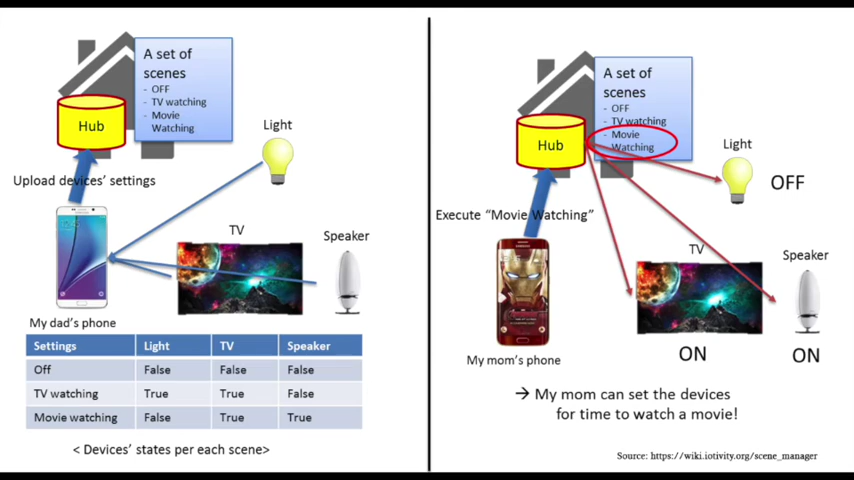 A set of
scenes
- OFF
- TV watching
- Movie
Watching
Hub
Light
Upload devices' settings
TV
Speaker
My dad's phone
Settings Light TV Speaker
Off False False False
TV watching True True False
Movie watching False True True
< Devices' states per each scene>
A set of
scenes
- OFF
- TV watching
- Movie
Watching
Hub
Light
OFF
Execute "Movie Watching"
TV
Speaker
My mom's phone
ON
ON
→ My mom can set the devices
for time to watch a movie!
Source: https://wiki.iotivity.org/scene_manager